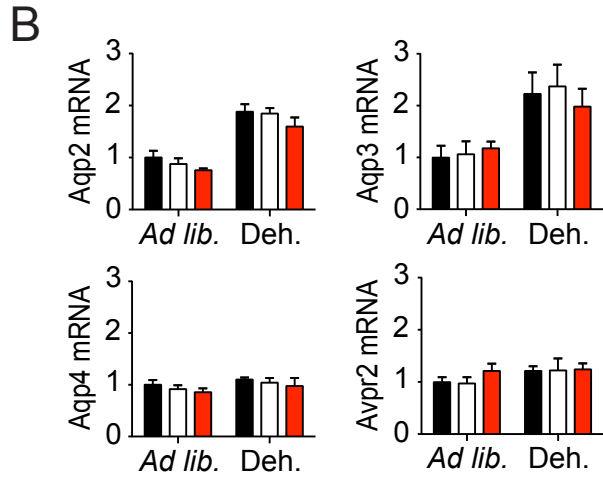 B
Aqp2 mRNA
3
2
1
0
Ad lib. Deh.
Aqp3 mRNA
3
2
1
0
Ad lib. Deh.
Aqp4 mRNA
3
2
1
0
Ad lib. Deh.
Avpr2 mRNA
3
2
1
0
Ad lib. Deh.